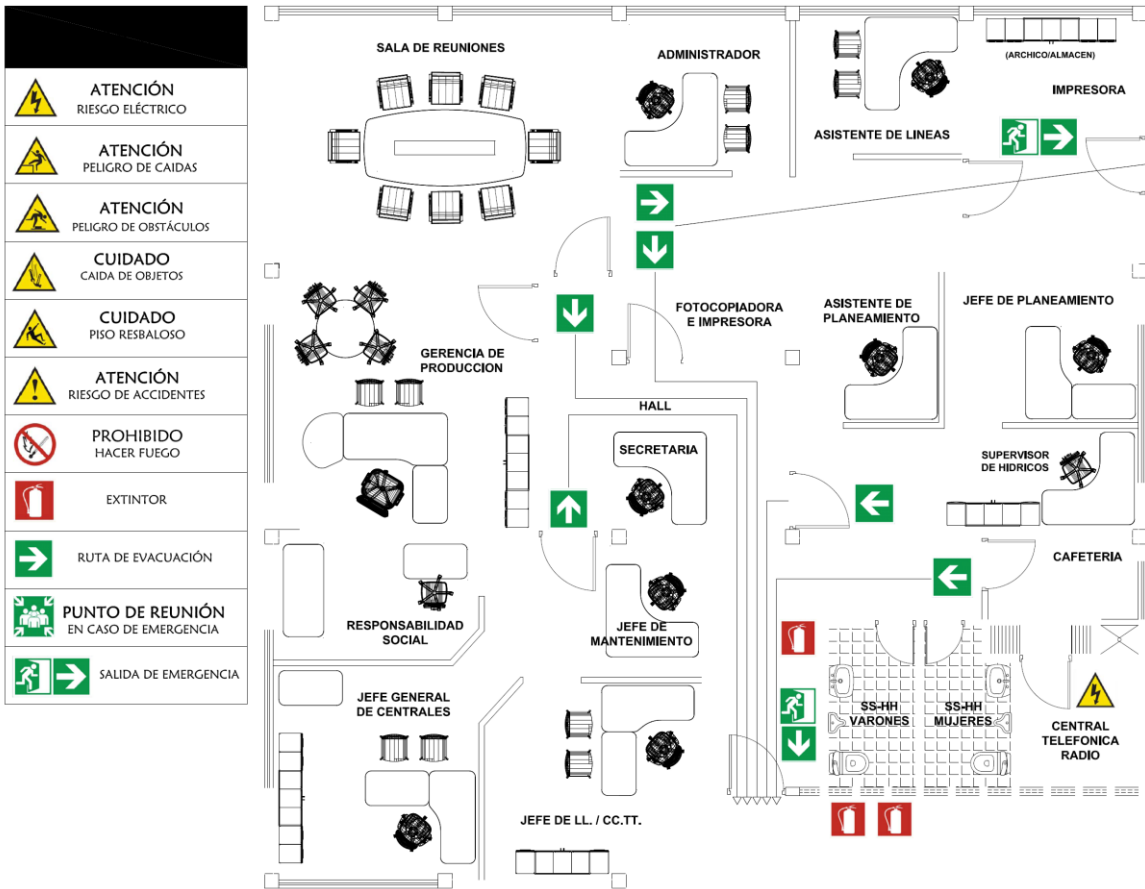 ATENCIÓN
RIESGO ELÉCTRICO
ATENCIÓN
PELIGRO DE CAIDAS
ATENCIÓN
PELIGRO DE OBSTÁCULOS
CUIDADO
CAIDA DE OBJETOS
CUIDADO
PISO RESBALOSO
ATENCIÓN
RIESGO DE ACCIDENTES
PROHIBIDO
HACER FUEGO
EXTINTOR
RUTA DE EVACUACIÓN
PUNTO DE REUNIÓN
EN CASO DE EMERGENCIA
SALIDA DE EMERGENCIA
SALA DE REUNIONES
ADMINISTRADOR
(ARCHICO/ALMACEN)
IMPRESORA
ASISTENTE DE LINEAS
FOTOCOPIADORA
E IMPRESORA
ASISTENTE DE
PLANEAMIENTO
JEFE DE PLANEAMIENTO
GERENCIA DE
PRODUCCION
HALL
SECRETARIA
SUPERVISOR
DE HIDRICOS
CAFETERIA
RESPONSABILIDAD
SOCIAL
JEFE DE
MANTENIMIENTO
JEFE GENERAL
DE CENTRALES
SS-HH
VARONES
SS-HH
MUJERES
CENTRAL
TELEFONICA
RADIO
JEFE DE LL. / CC.TT.